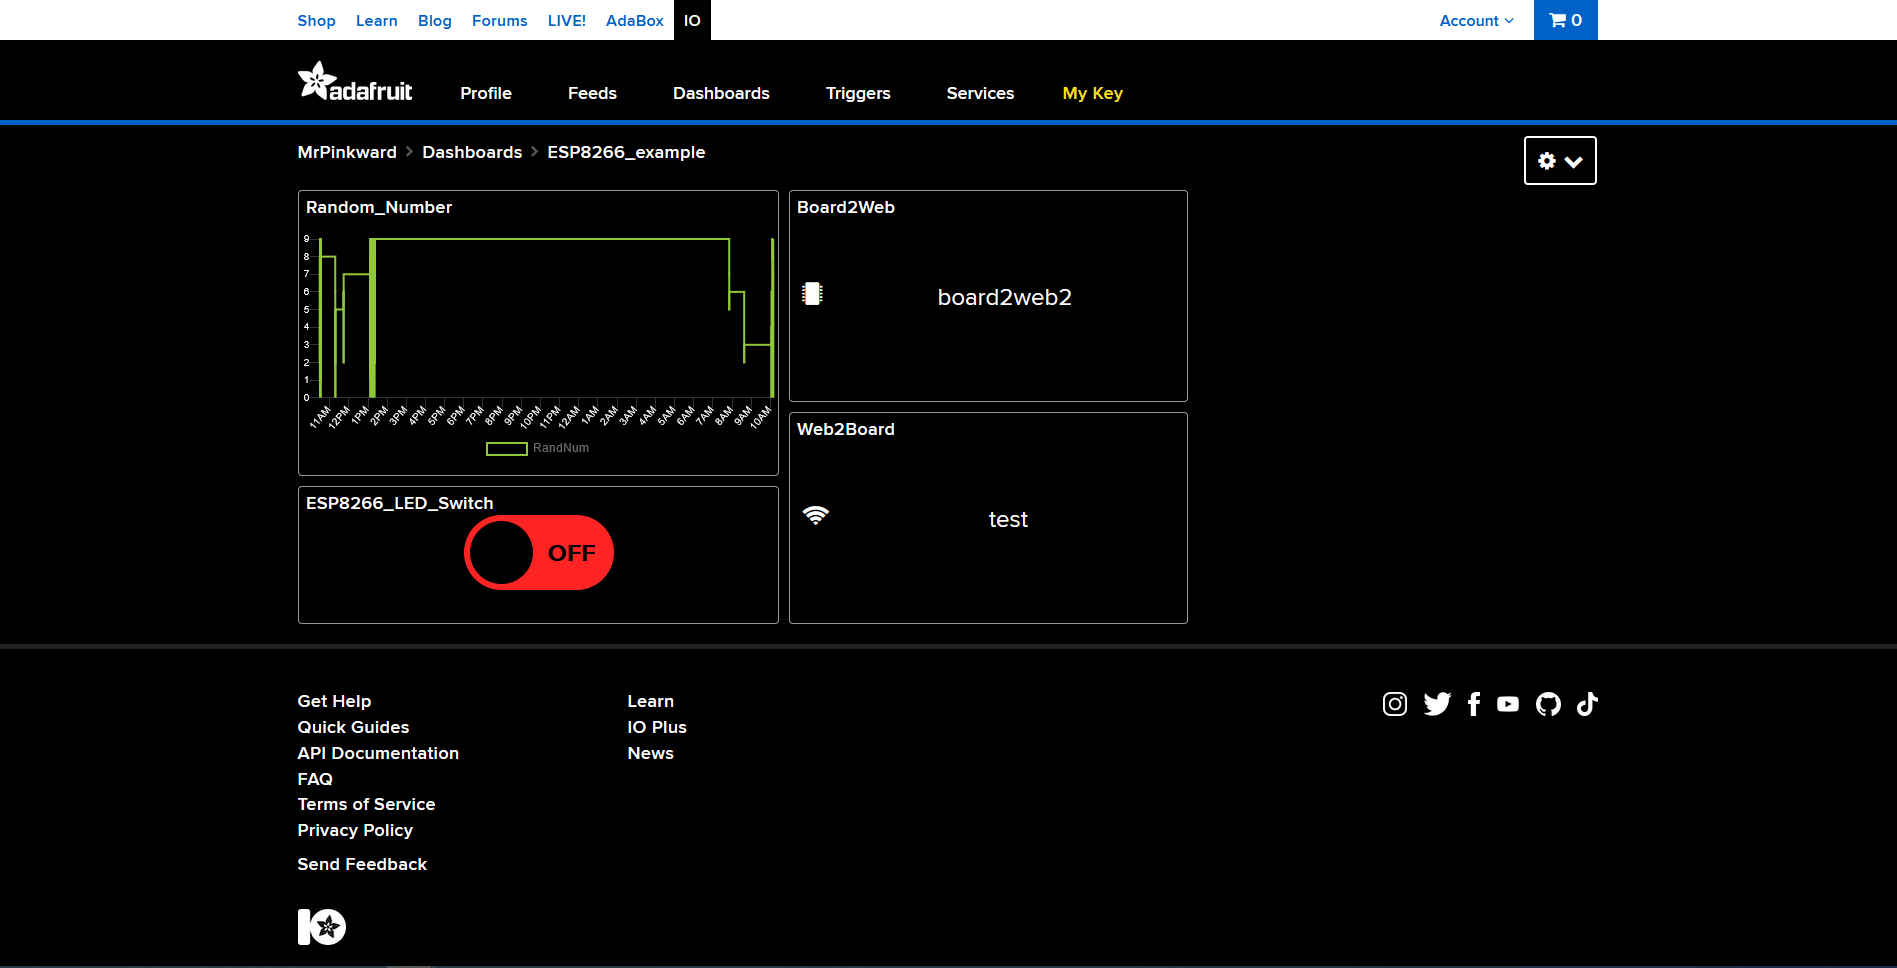 Shop Learn Blog Forums LIVE! AdaBox IO Account 0
adafruit Profile Feeds Dashboards Triggers Services My Key
MrPinkward > Dashboards > ESP8266_example
Random_Number
9
8
7
6
5
4
3
2
1
0
11AM 12PM 1PM 2PM 3PM 4PM 5PM 6PM 7PM 8PM 9PM 10PM 11PM 12AM 1AM 2AM 3AM 4AM 5AM 6AM 7AM 8AM 9AM 10AM
RandNum
Board2Web
board2web2
ESP8266_LED_Switch
OFF
Web2Board
test
Get Help
Quick Guides
API Documentation
FAQ
Terms of Service
Privacy Policy
Send Feedback
Learn
IO Plus
News
IO